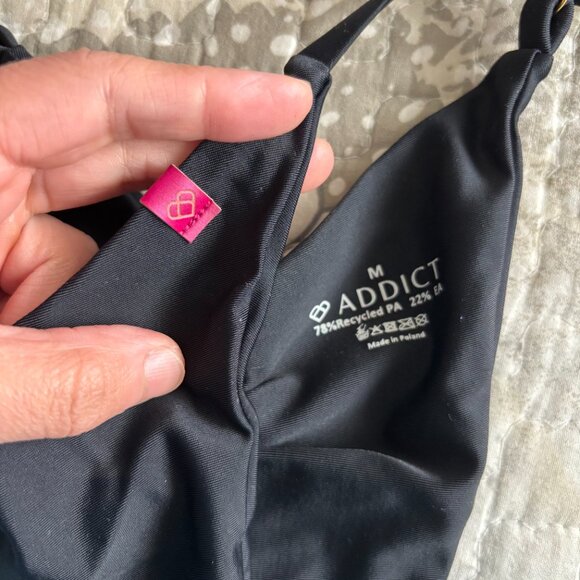 M
ADDICT
78%Recycled PA 22% EA
Made in Poland